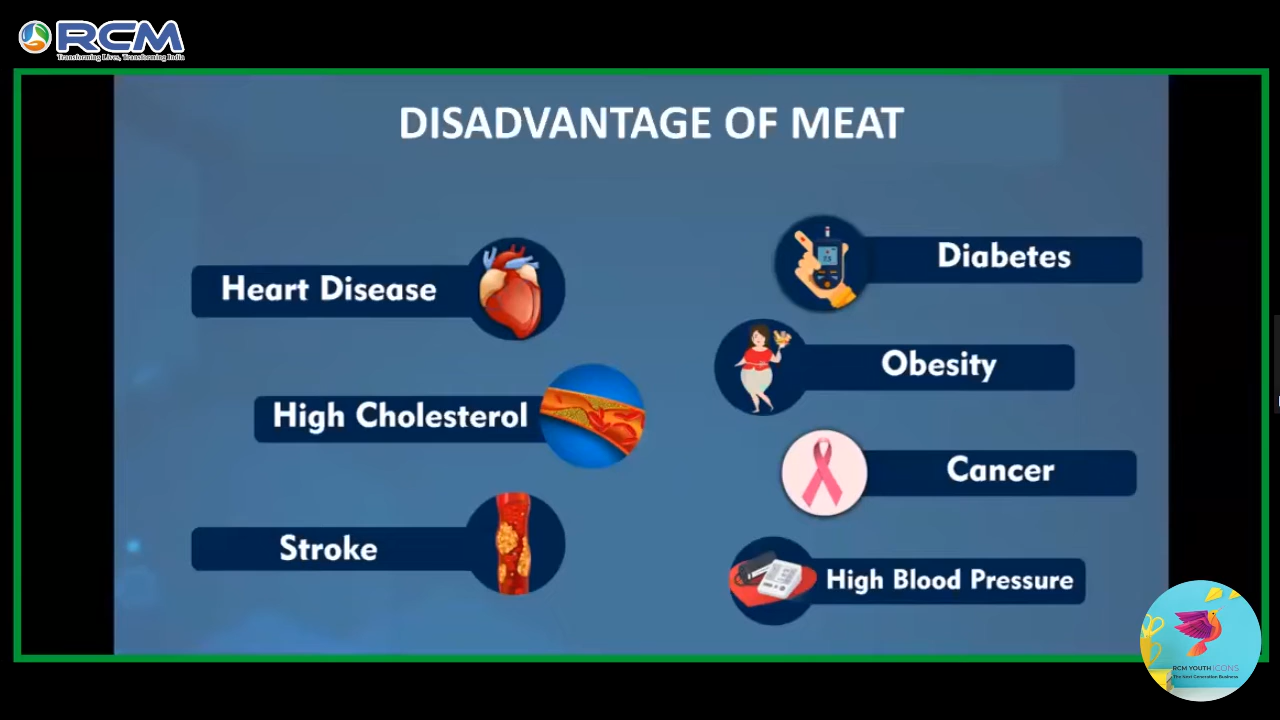 RCM
Transforming Lives, Transforming India
DISADVANTAGE OF MEAT
Heart Disease
High Cholesterol
Stroke
Diabetes
Obesity
Cancer
High Blood Pressure
RCM YOUTH ICONS
The Next Generation Business